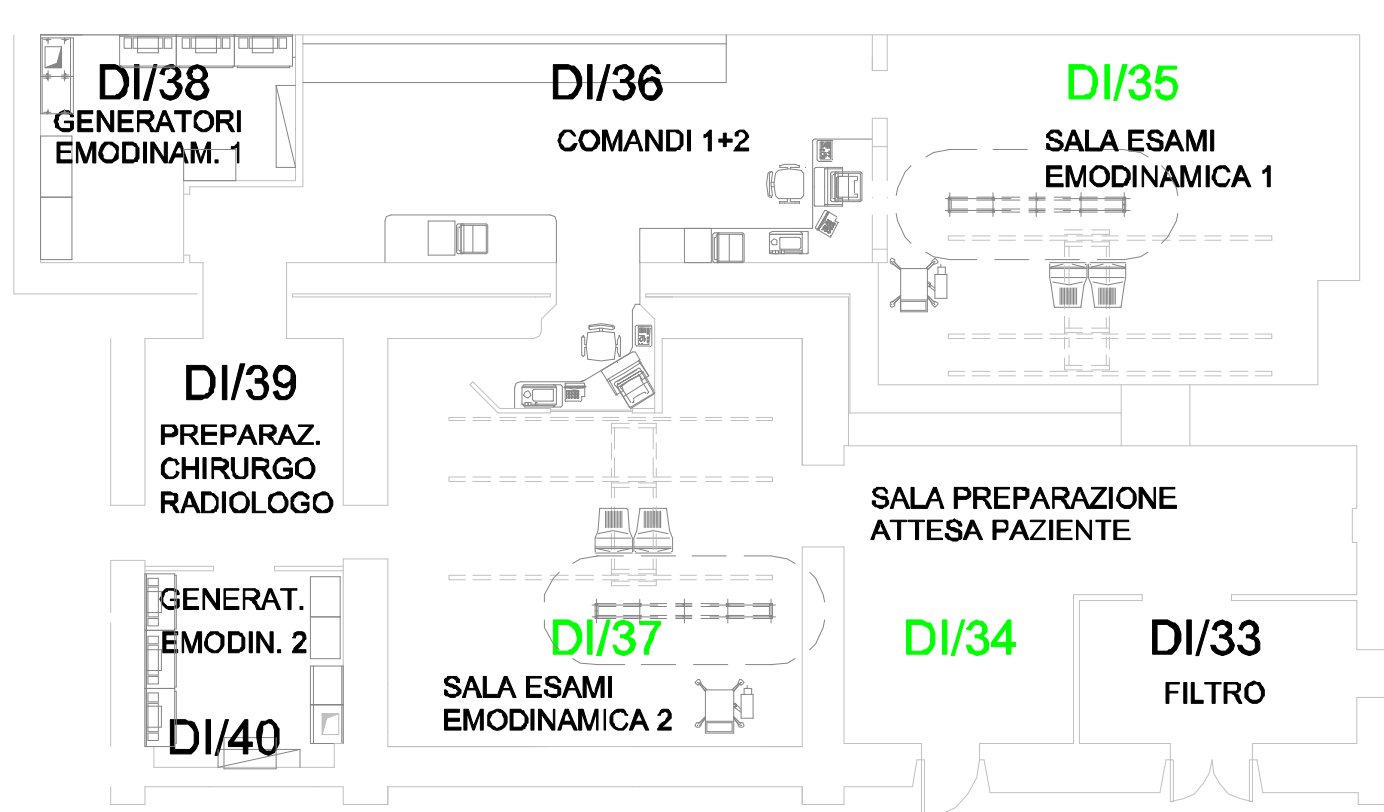 DI/38
GENERATORI
EMODINAM. 1
DI/36
COMANDI 1+2
DI/35
SALA ESAMI
EMODINAMICA 1
DI/39
PREPARAZ.
CHIRURGO
RADIOLOGO
SALA PREPARAZIONE
ATTESA PAZIENTE
GENERAT.
EMODIN. 2
DI/40
DI/37
SALA ESAMI
EMODINAMICA 2
DI/34
DI/33
FILTRO